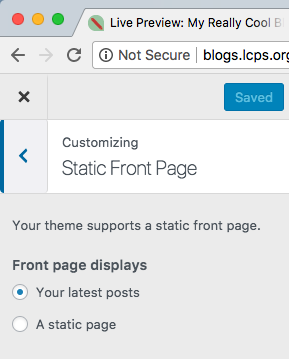 Live Preview: My Really Cool Bl
Not Secure blogs.lcps.org
Saved
Customizing
Static Front Page
Your theme supports a static front page.
Front page displays
Your latest posts
A static page